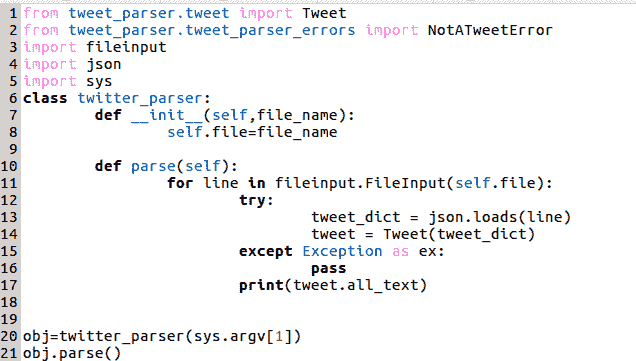 1 from tweet_parser.tweet import Tweet
2 from tweet_parser.tweet_parser_errors import NotATweetError
3 import fileinput
4 import json
5 import sys
6 class twitter_parser:
7         def __init__(self,file_name):
8                 self.file=file_name
9
10         def parse(self):
11                 for line in fileinput.FileInput(self.file):
12                         try:
13                                 tweet_dict = json.loads(line)
14                                 tweet = Tweet(tweet_dict)
15                         except Exception as ex:
16                                 pass
17                         print(tweet.all_text)
18
19
20 obj=twitter_parser(sys.argv[1])
21 obj.parse()